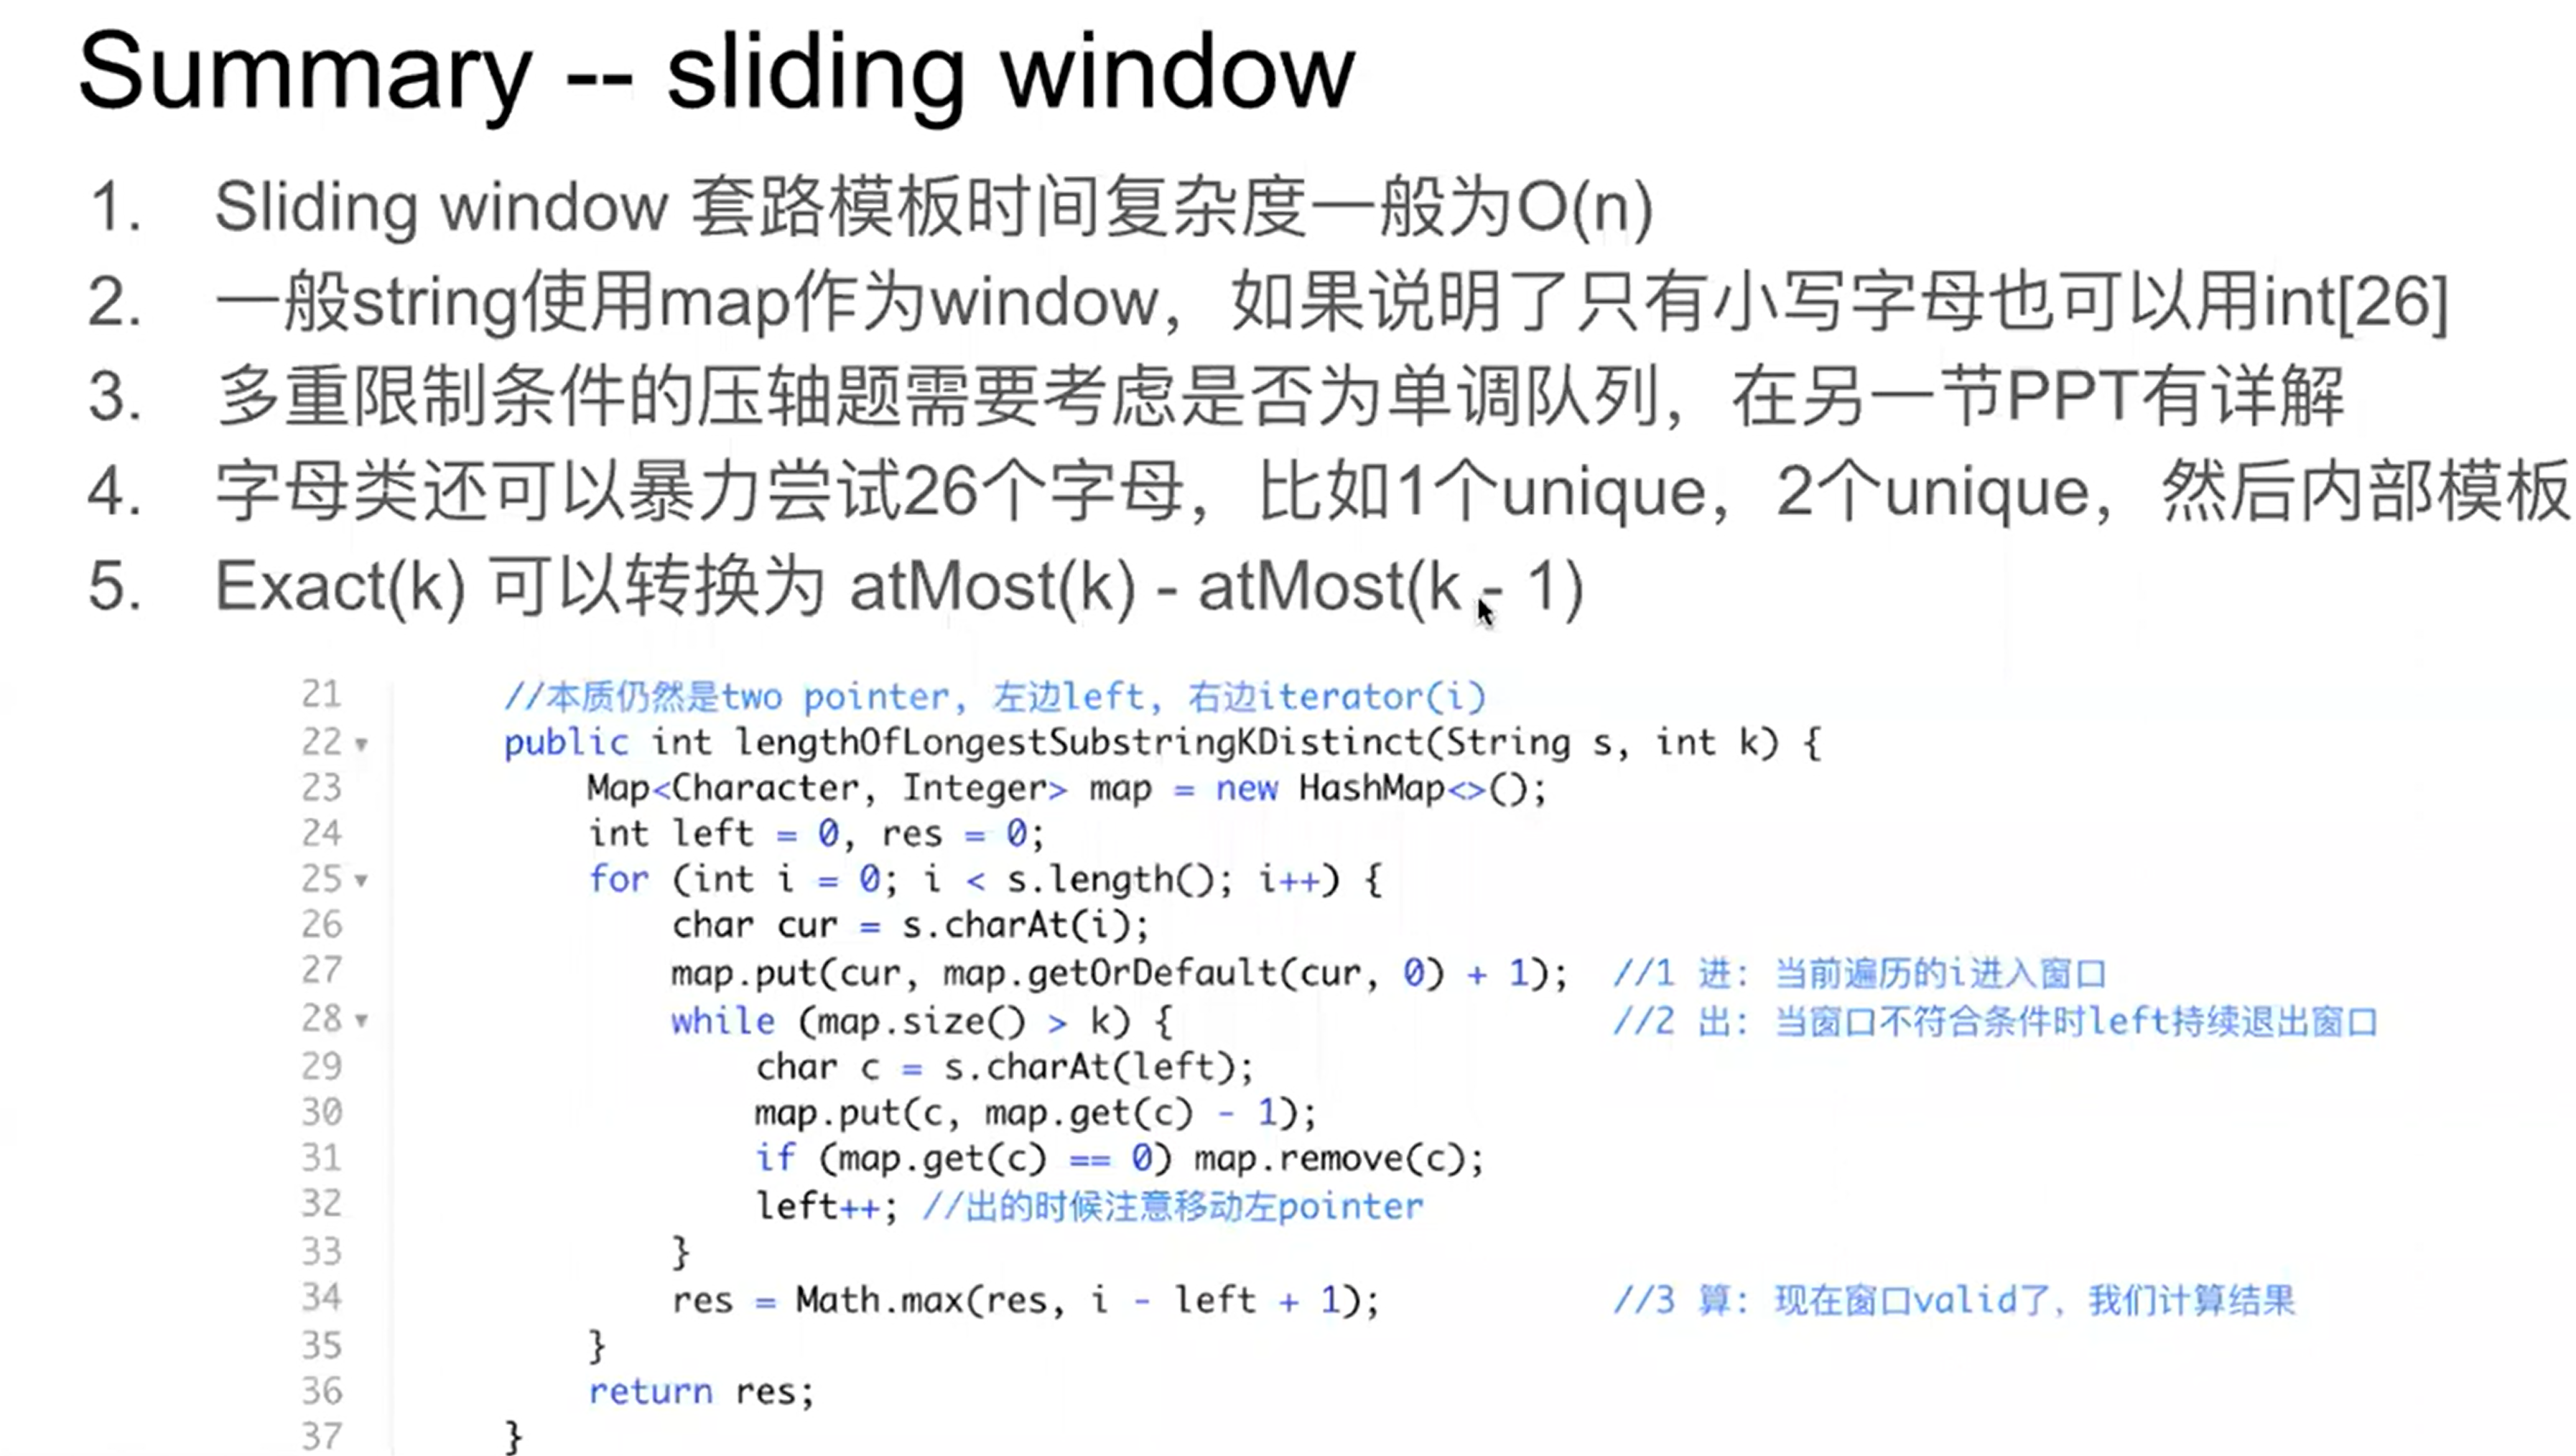 Summary -- sliding window
1. Sliding window 套路模板时间复杂度一般为O(n)
2. 一般string使用map作为window，如果说明了只有小写字母也可以用int[26]
3. 多重限制条件的压轴题需要考虑是否为单调队列，在另一节PPT有详解
4. 字母类还可以暴力尝试26个字母，比如1个unique，2个unique，然后内部模板
5. Exact(k) 可以转换为 atMost(k) - atMost(k - 1)
21 //本质仍然是two pointer, 左边left, 右边iterator(i)
22 public int lengthOfLongestSubstringKDistinct(String s, int k) {
23 Map<Character, Integer> map = new HashMap<>();
24 int left = 0, res = 0;
25 for (int i = 0; i < s.length(); i++) {
26 char cur = s.charAt(i);
27 map.put(cur, map.getOrDefault(cur, 0) + 1); //1 进: 当前遍历的i进入窗口
28 while (map.size() > k) { //2 出: 当窗口不符合条件时left持续退出窗口
29 char c = s.charAt(left);
30 map.put(c, map.get(c) - 1);
31 if (map.get(c) == 0) map.remove(c);
32 left++; //出的时候注意移动左pointer
33 }
34 res = Math.max(res, i - left + 1); //3 算: 现在窗口valid了, 我们计算结果
35 }
36 return res;
37 }